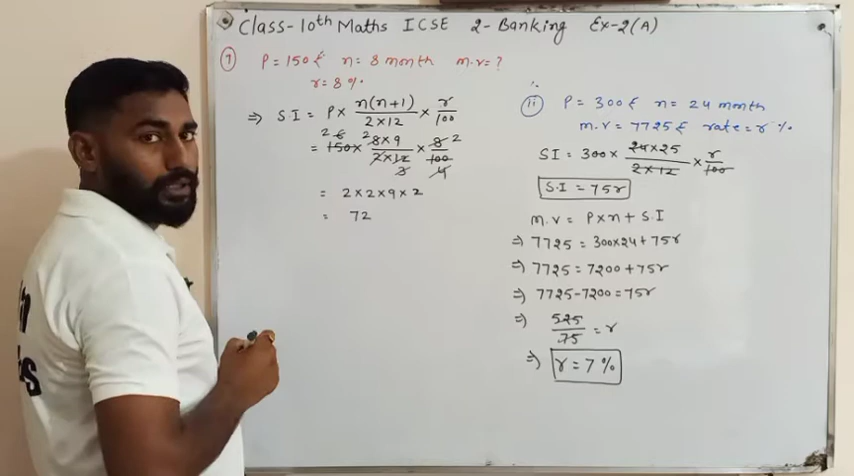 Class-10th Maths ICSE 2-Banking Ex-2(A)
7 P = 150₹ n = 8 month m.v = ?
r = 8%
⇒ S I = P × n(n+1)/2×12 × r/100
= 150 × 8×9/2×12 × 8/100
= 2×2×9×2
= 72
ii P = 300₹ n = 24 month
m.v = 7725₹ rate = r %
SI = 300 × 24×25/2×12 × r/100
S.I = 75r
m.v = P×n + S.I
⇒ 7725 = 300×24 + 75r
⇒ 7725 = 7200 + 75r
⇒ 7725 - 7200 = 75r
⇒ 525/75 = r
⇒ r = 7%